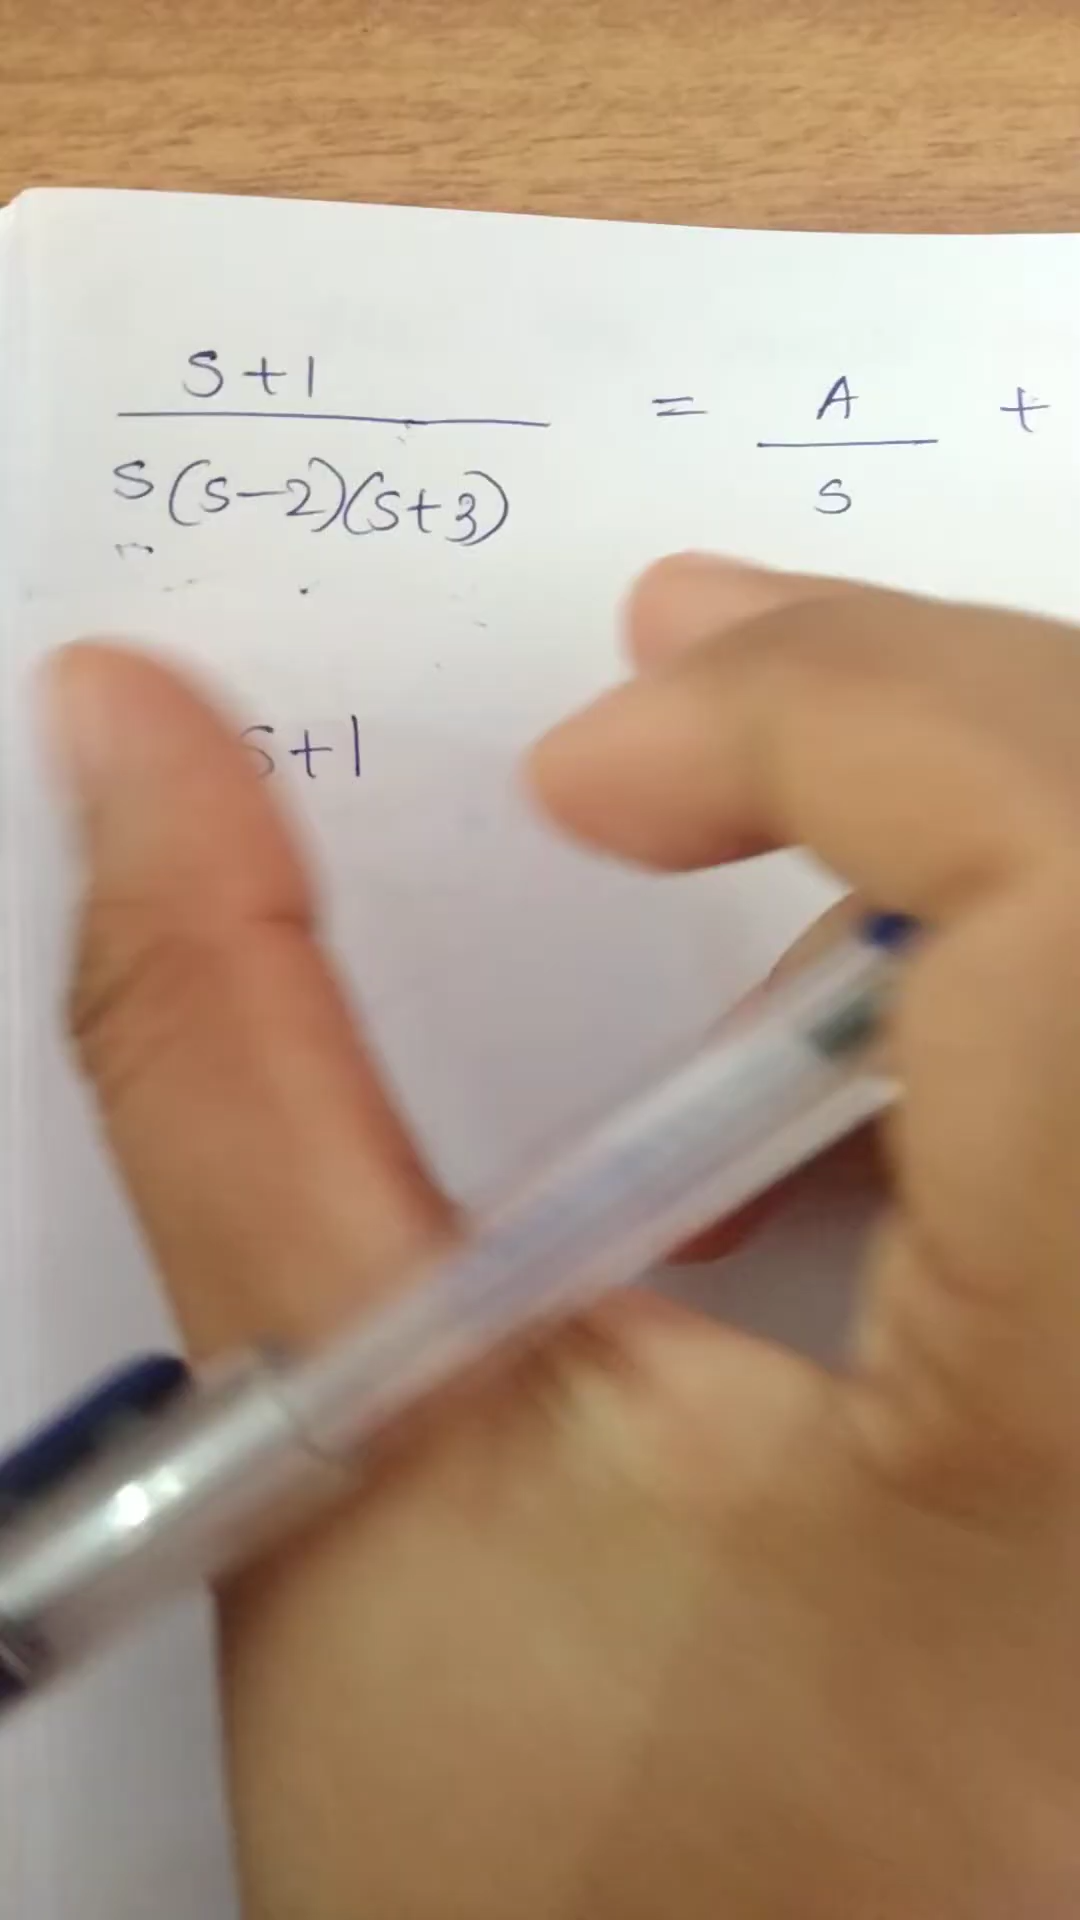 s+1
= A +
s(s-2)(s+3)
s
s+1